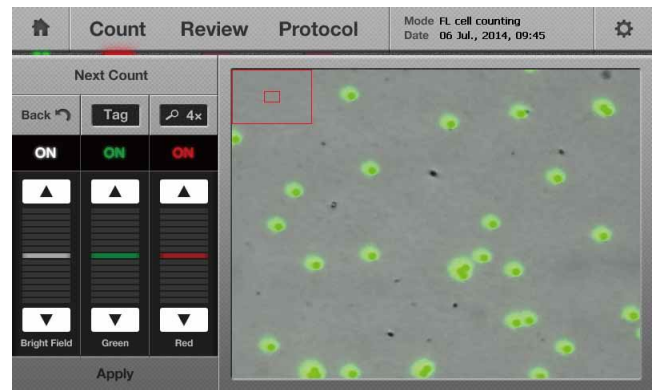 Count Review Protocol
Mode FL cell counting
Date 06 Jul., 2014, 09:45
Next Count
Back Tag 4x
ON ON ON
Bright Field Green Red
Apply